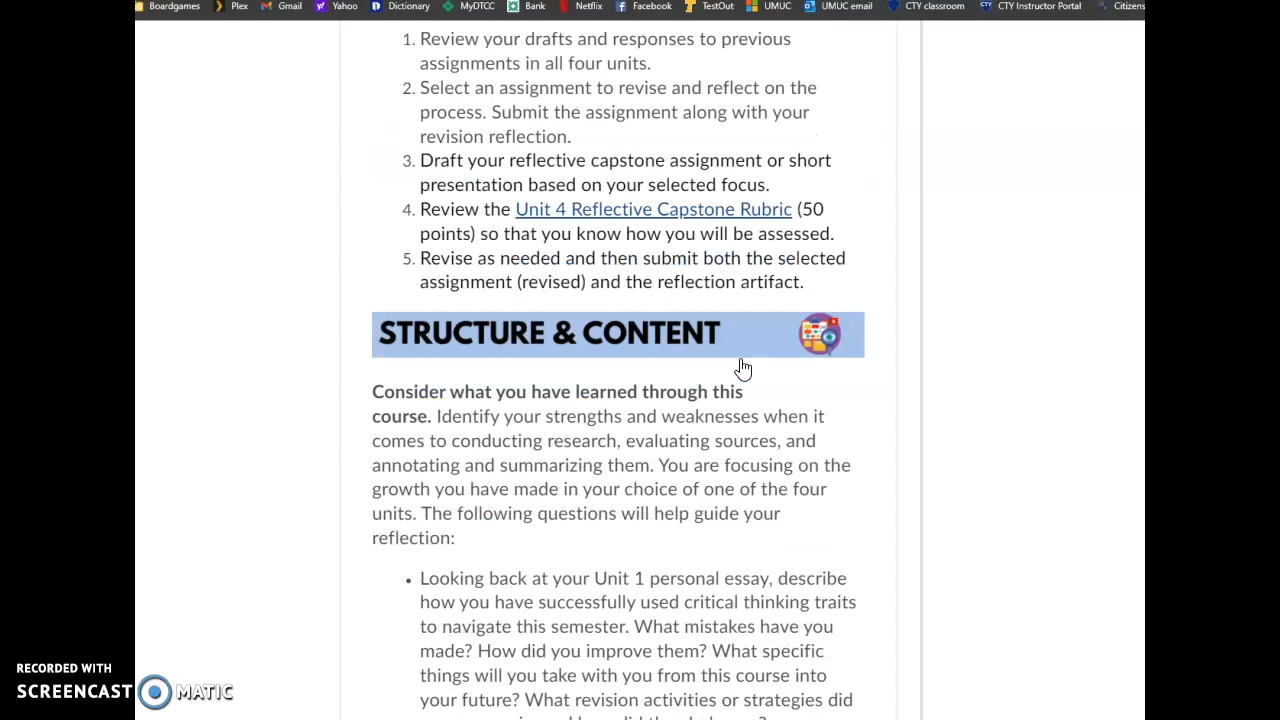 Boardgames Plex Gmail Yahoo Dictionary MyDTCC Bank Netflix Facebook TestOut UMUC UMUC email CTY classroom CTY CTY Instructor Portal Citizens
1. Review your drafts and responses to previous
assignments in all four units.
2. Select an assignment to revise and reflect on the
process. Submit the assignment along with your
revision reflection.
3. Draft your reflective capstone assignment or short
presentation based on your selected focus.
4. Review the Unit 4 Reflective Capstone Rubric (50
points) so that you know how you will be assessed.
5. Revise as needed and then submit both the selected
assignment (revised) and the reflection artifact.
STRUCTURE & CONTENT
Consider what you have learned through this
course. Identify your strengths and weaknesses when it
comes to conducting research, evaluating sources, and
annotating and summarizing them. You are focusing on the
growth you have made in your choice of one of the four
units. The following questions will help guide your
reflection:
• Looking back at your Unit 1 personal essay, describe
how you have successfully used critical thinking traits
to navigate this semester. What mistakes have you
made? How did you improve them? What specific
things will you take with you from this course into
your future? What revision activities or strategies did
RECORDED WITH
SCREENCAST MATIC